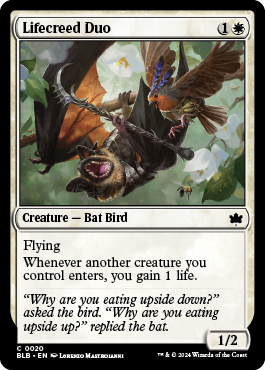 Lifecreed Duo 1
Creature — Bat Bird
Flying
Whenever another creature you
control enters, you gain 1 life.
“Why are you eating upside down?”
asked the bird. “Why are you eating
upside up?” replied the bat.
1/2
C 0020
BLB • EN Lorenzo Mastroianni
™ & © 2024 Wizards of the Coast